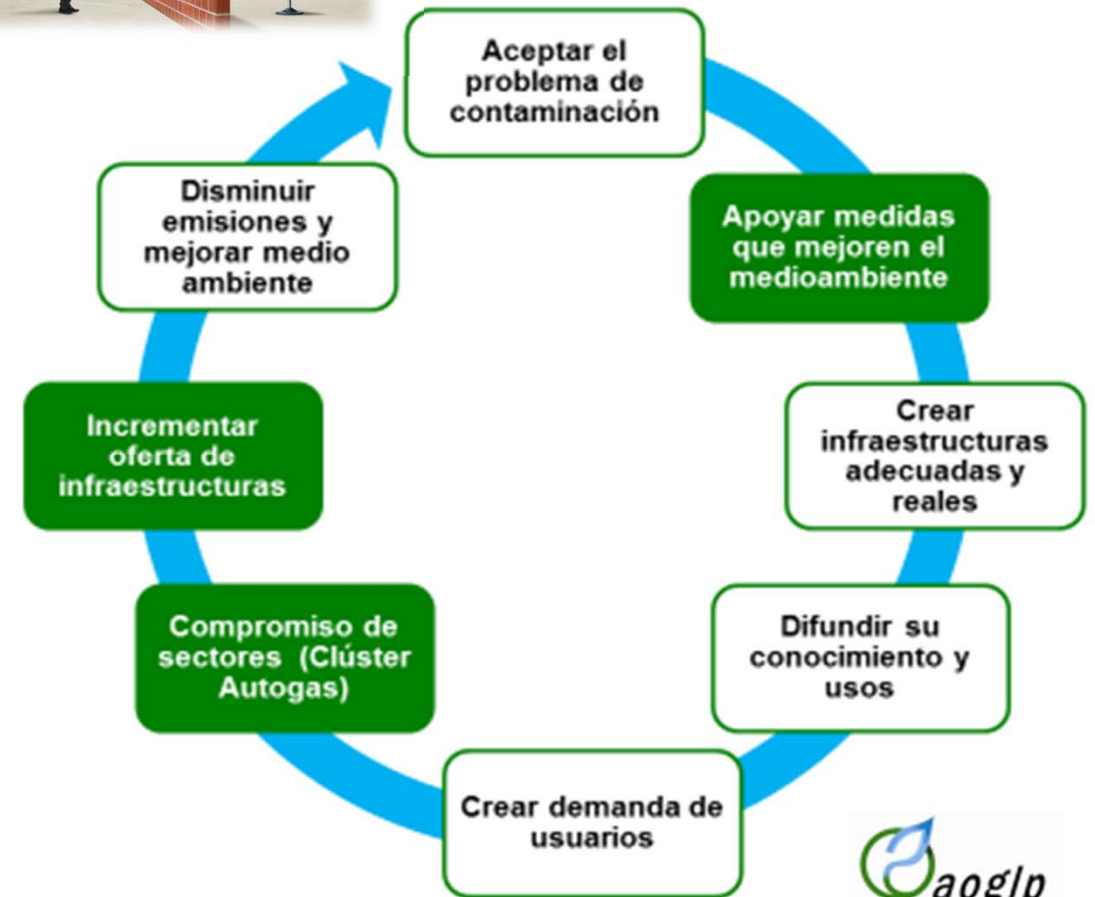 Aceptar el
problema de
contaminación
Apoyar medidas
que mejoren el
medioambiente
Crear
infraestructuras
adecuadas y
reales
Difundir su
conocimiento y
usos
Crear demanda de
usuarios
Compromiso de
sectores (Clúster
Autogas)
Incrementar
oferta de
infraestructuras
Disminuir
emisiones y
mejorar medio
ambiente
aoglp